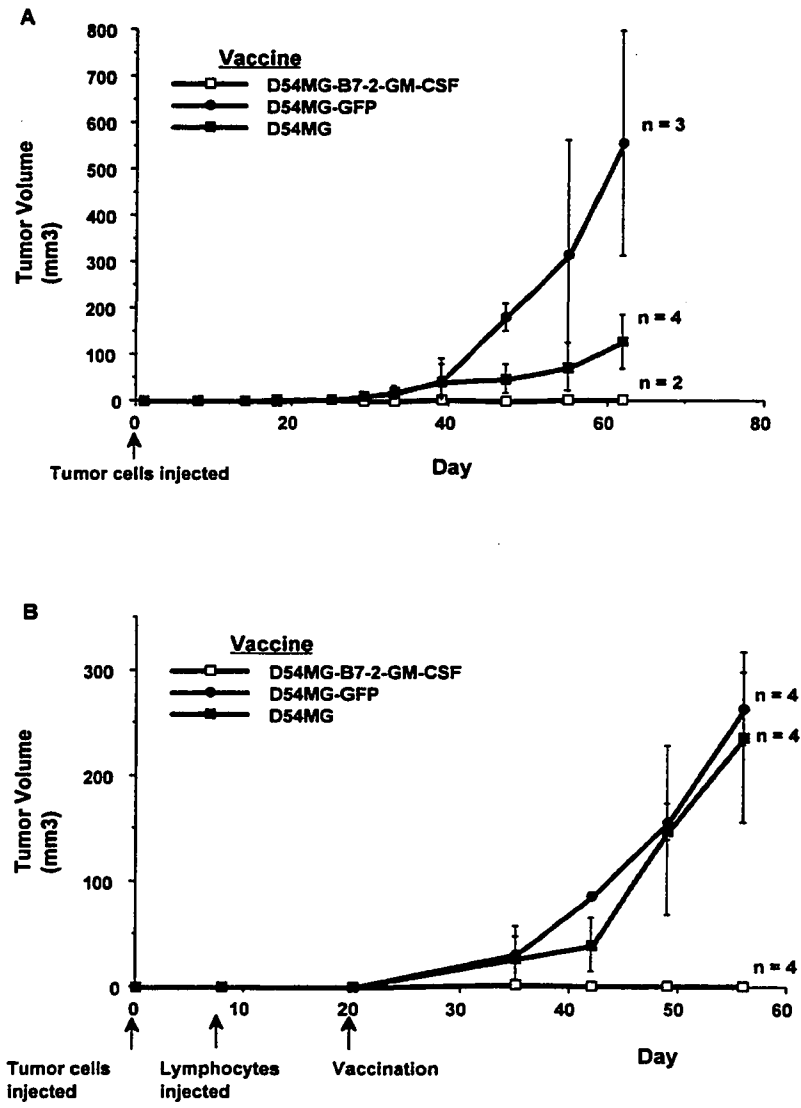 A
800
700
600
500
400
300
200
100
0
Tumor Volume
(mm3)
Vaccine
D54MG-B7-2-GM-CSF
D54MG-GFP
D54MG
n = 3
n = 4
n = 2
0
20
40
60
80
Tumor cells injected
Day
B
300
200
100
0
Tumor Volume
(mm3)
Vaccine
D54MG-B7-2-GM-CSF
D54MG-GFP
D54MG
n = 4
n = 4
n = 4
0
10
20
30
40
50
60
Tumor cells
injected
Lymphocytes
injected
Vaccination
Day